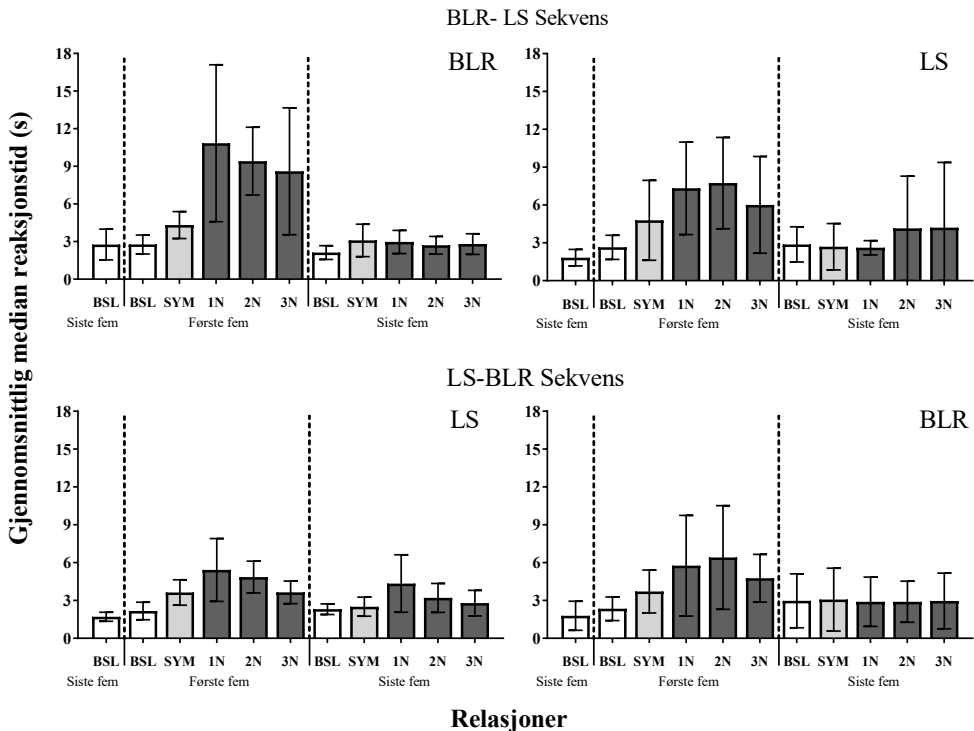 BLR- LS Sekvens
Gjennomsnittlig median reaksjonstid (s)
BLR
18
15
12
9
6
3
0
BSL BSL SYM 1N 2N 3N BSL SYM 1N 2N 3N
Siste fem Første fem Siste fem
LS
18
15
12
9
6
3
0
BSL BSL SYM 1N 2N 3N BSL SYM 1N 2N 3N
Siste fem Første fem Siste fem
LS-BLR Sekvens
LS
18
15
12
9
6
3
0
BSL BSL SYM 1N 2N 3N BSL SYM 1N 2N 3N
Siste fem Første fem Siste fem
BLR
18
15
12
9
6
3
0
BSL BSL SYM 1N 2N 3N BSL SYM 1N 2N 3N
Siste fem Første fem Siste fem
Relasjoner